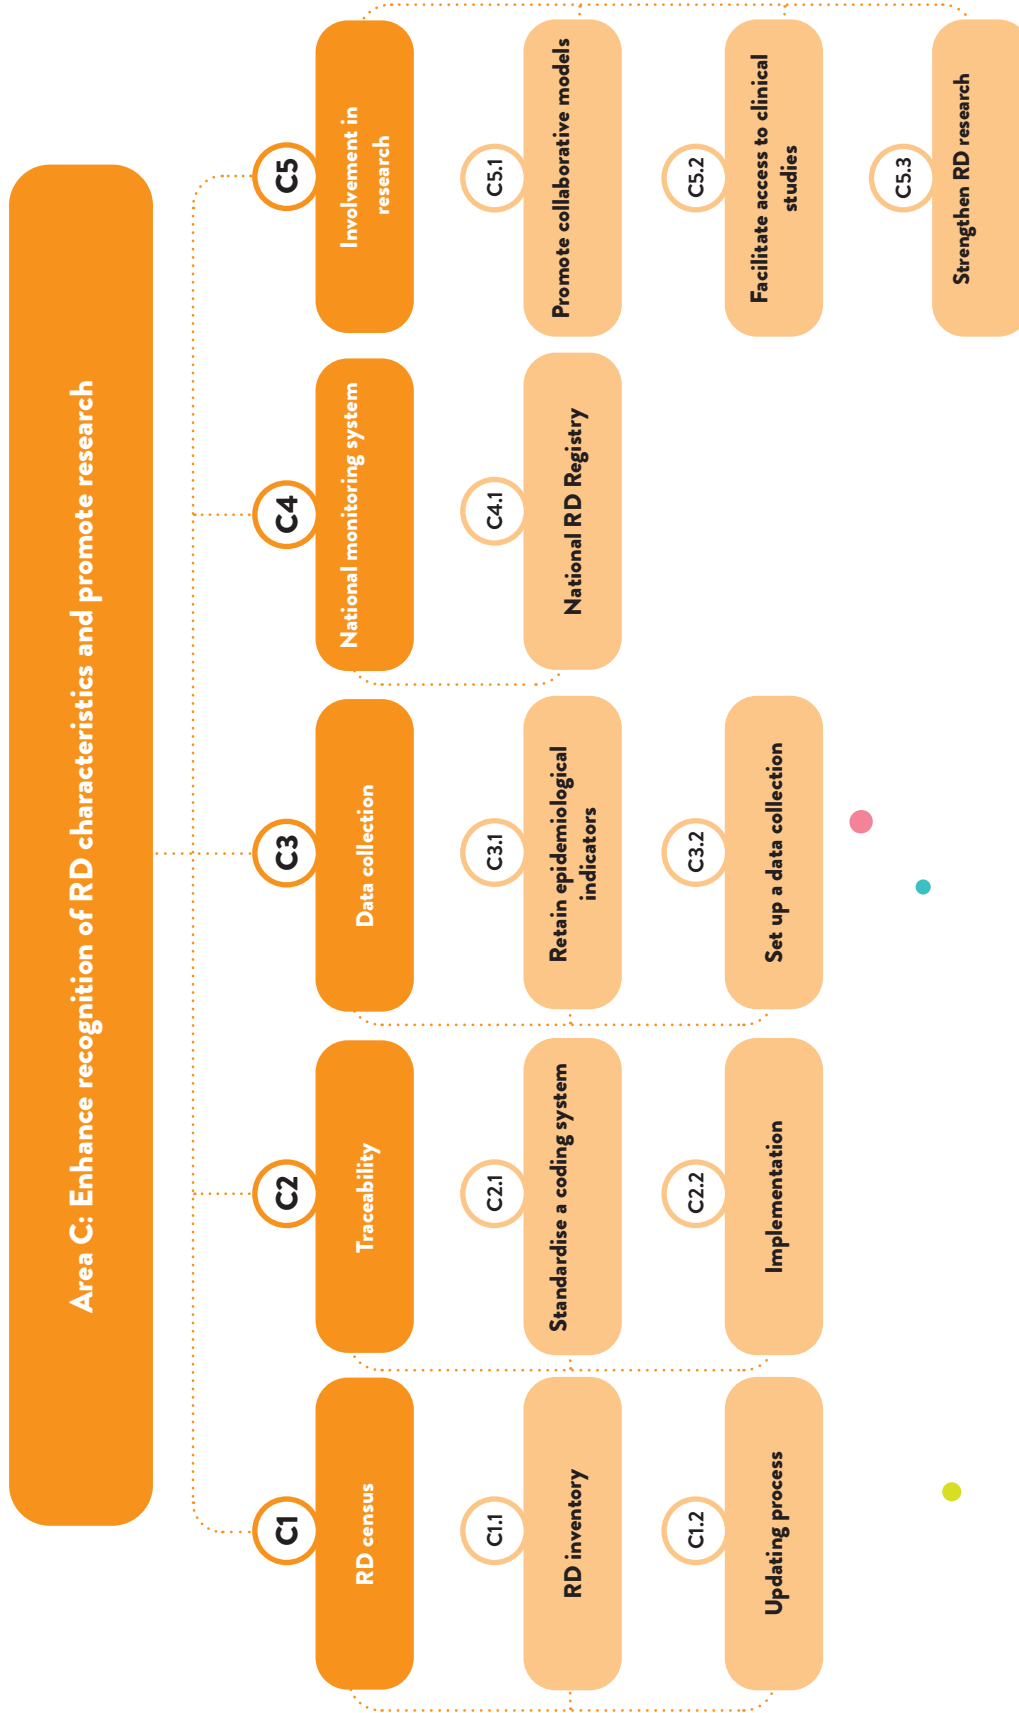 Area C: Enhance recognition of RD characteristics and promote research
C1
RD census
C1.1
RD inventory
C1.2
Updating process
C2
Traceability
C2.1
Standardise a coding system
C2.2
Implementation
C3
Data collection
C3.1
Retain epidemiological
indicators
C3.2
Set up a data collection
C4
National monitoring system
C4.1
National RD Registry
C5
Involvement in
research
C5.1
Promote collaborative models
C5.2
Facilitate access to clinical
studies
C5.3
Strengthen RD research